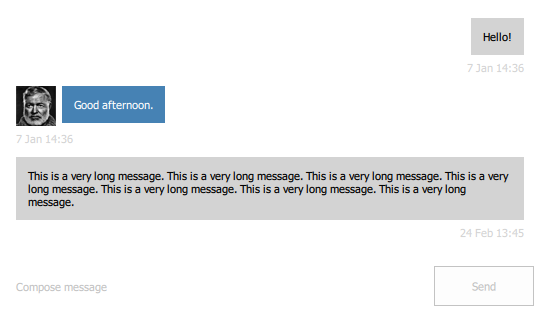 Hello!
7 Jan 14:36
Good afternoon.
7 Jan 14:36
This is a very long message. This is a very long message. This is a very long message. This is a very
long message. This is a very long message. This is a very long message. This is a very long
message.
24 Feb 13:45
Compose message
Send